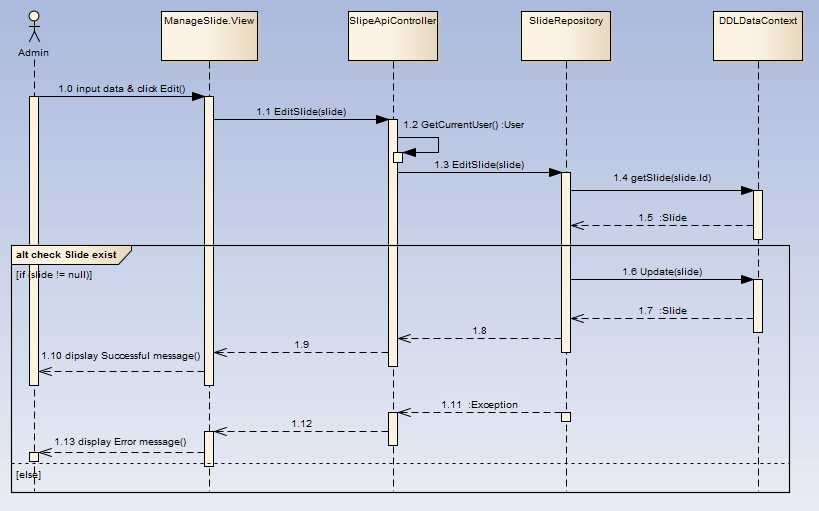 ManageSlide.View
SlipeApiController
SlideRepository
DDLDataContext
Admin
1.0 input data & click Edit()
1.1 EditSlide(slide)
1.2 GetCurrentUser() :User
1.3 EditSlide(slide)
1.4 getSlide(slide.Id)
1.5 :Slide
alt check Slide exist
[if (slide != null)]
1.6 Update(slide)
1.7 :Slide
1.8
1.9
1.10 dipslay Successful message()
1.11 :Exception
1.12
1.13 display Error message()
[else]